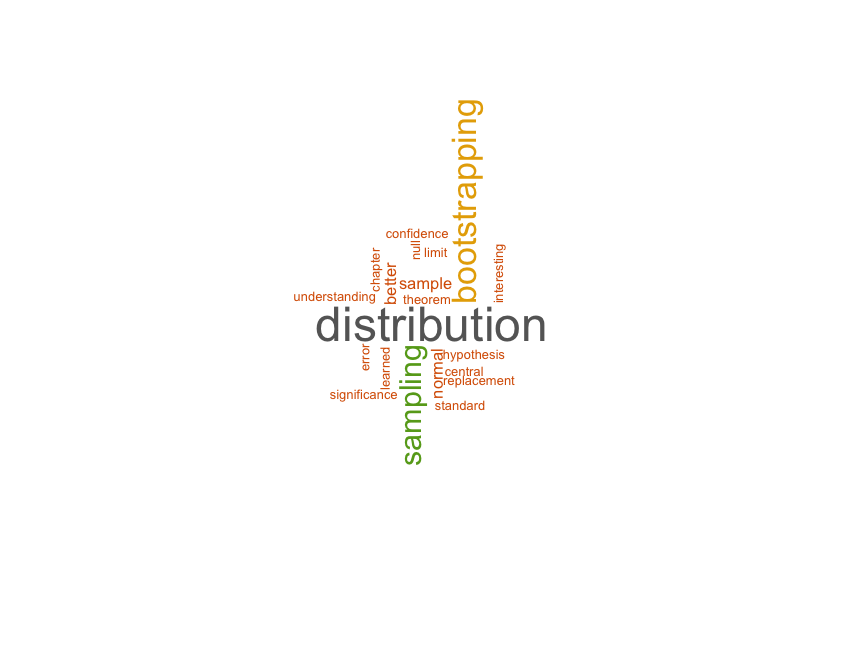 bootstrapping
confidence
null
limit
interesting
chapter
better
sample
understanding
theorem
distribution
error
learned
sampling
normal
hypothesis
central
replacement
significance
standard